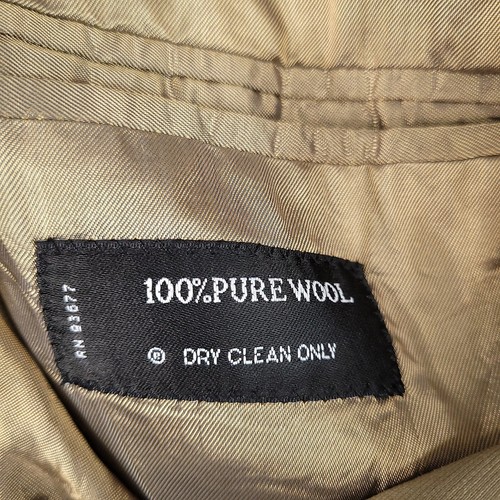 100% PURE WOOL
® DRY CLEAN ONLY
RN 93677